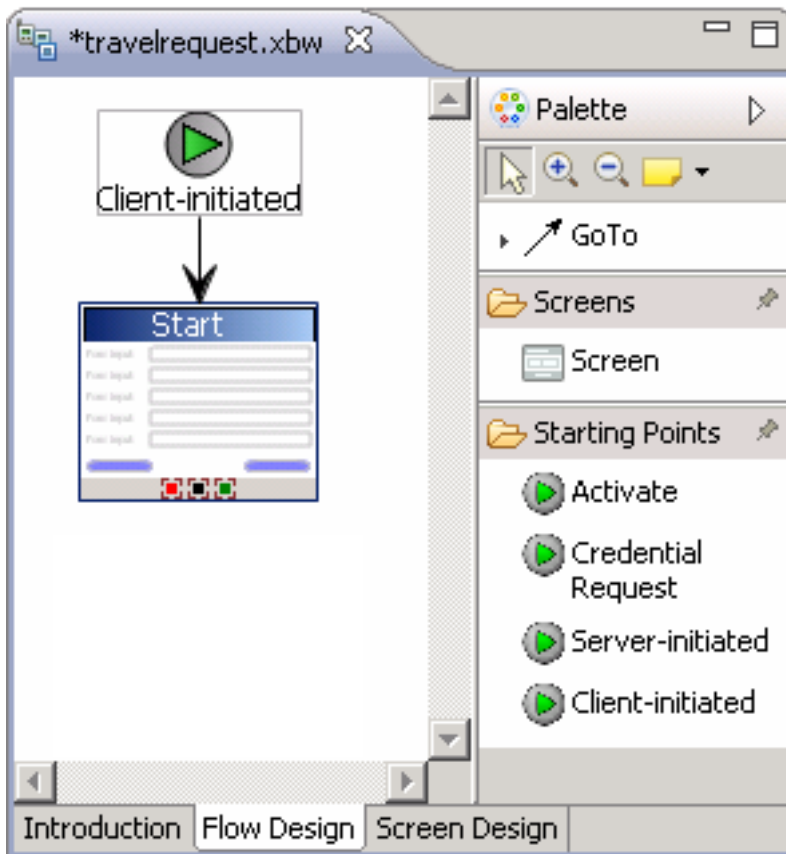 *travelrequest.xbw
Client-initiated
Start
Palette
GoTo
Screens
Screen
Starting Points
Activate
Credential
Request
Server-initiated
Client-initiated
Introduction
Flow Design
Screen Design